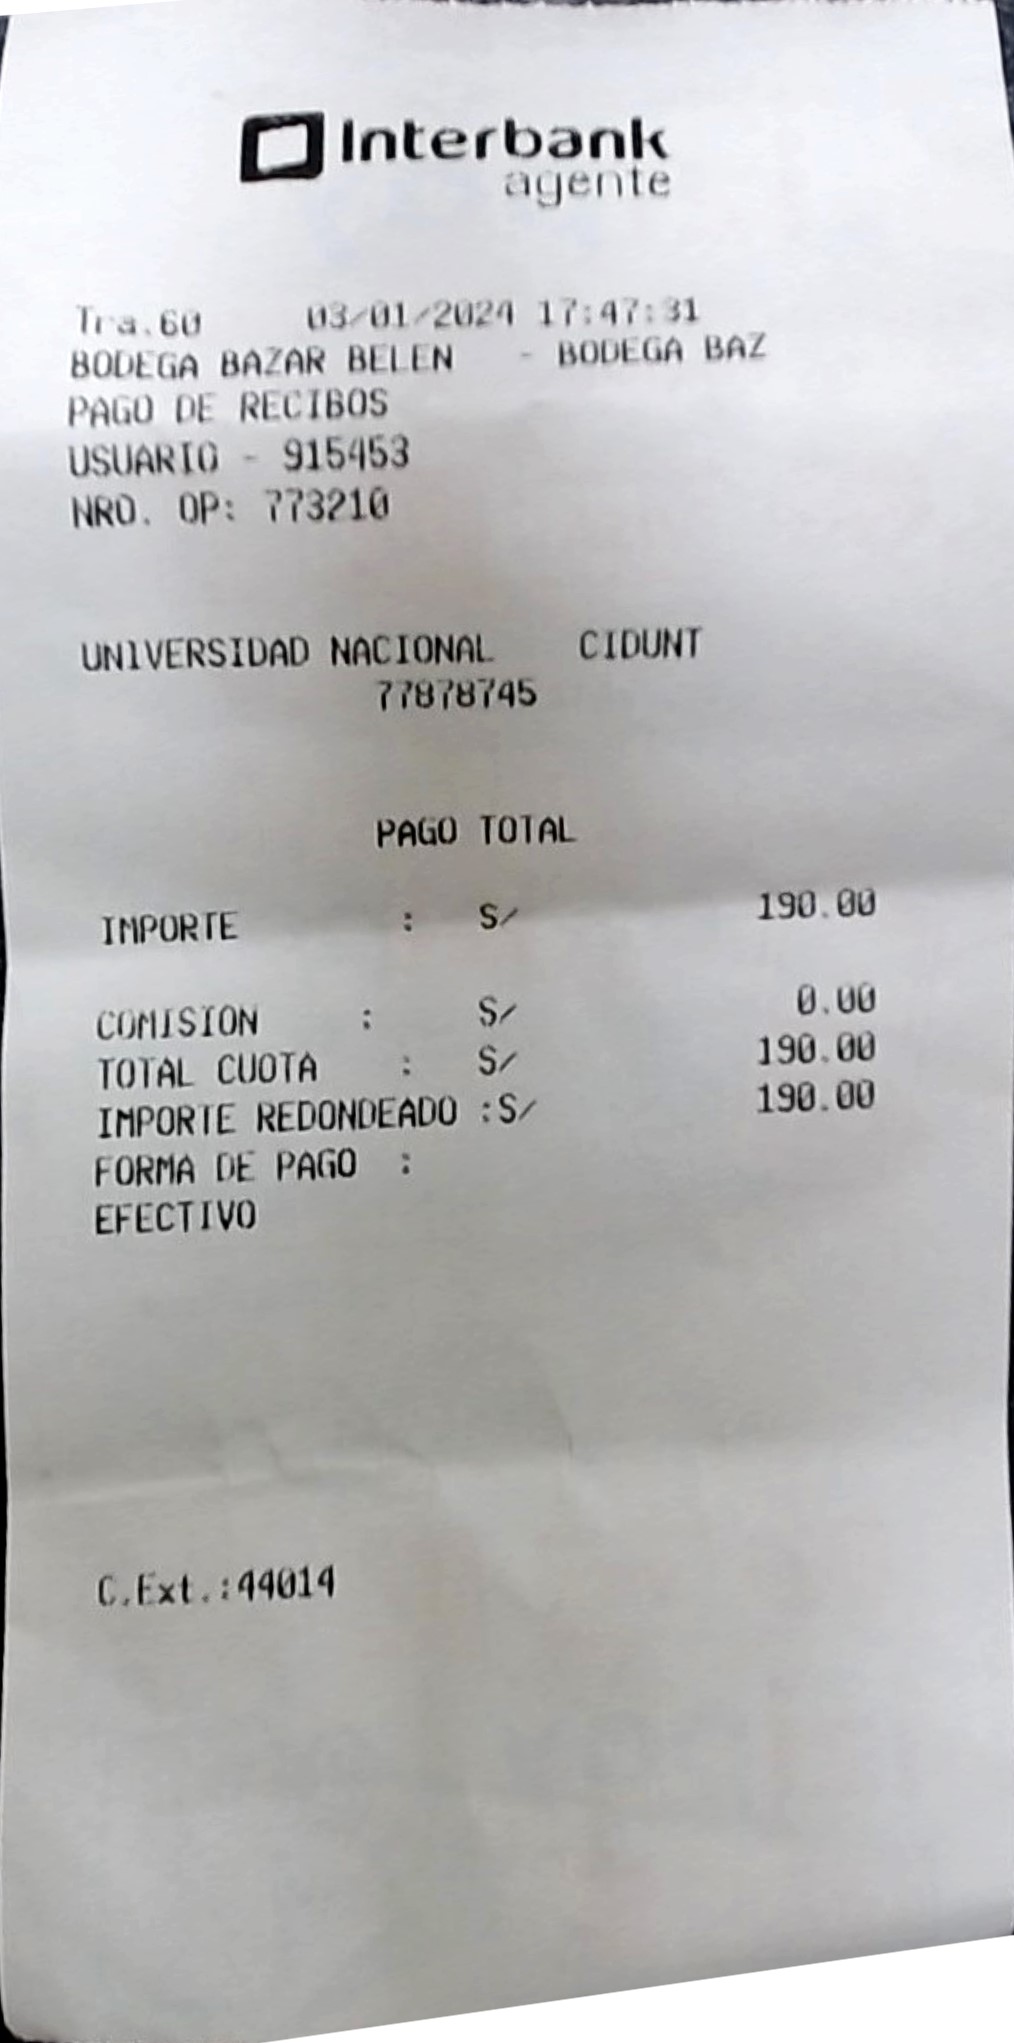 Interbank
agente
Tra.60 03/01/2024 17:47:31
BODEGA BAZAR BELEN - BODEGA BAZ
PAGO DE RECIBOS
USUARIO - 915453
NRO. OP: 773210
UNIVERSIDAD NACIONAL CIDUNT
77878745
PAGO TOTAL
IMPORTE : S/ 190.00
COMISION : S/ 0.00
TOTAL CUOTA : S/ 190.00
IMPORTE REDONDEADO :S/ 190.00
FORMA DE PAGO :
EFECTIVO
C.Ext.:44014